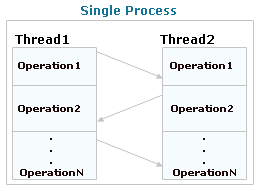 Single Process
Thread1 Thread2
Operation1 Operation1
Operation2 Operation2
OperationN OperationN